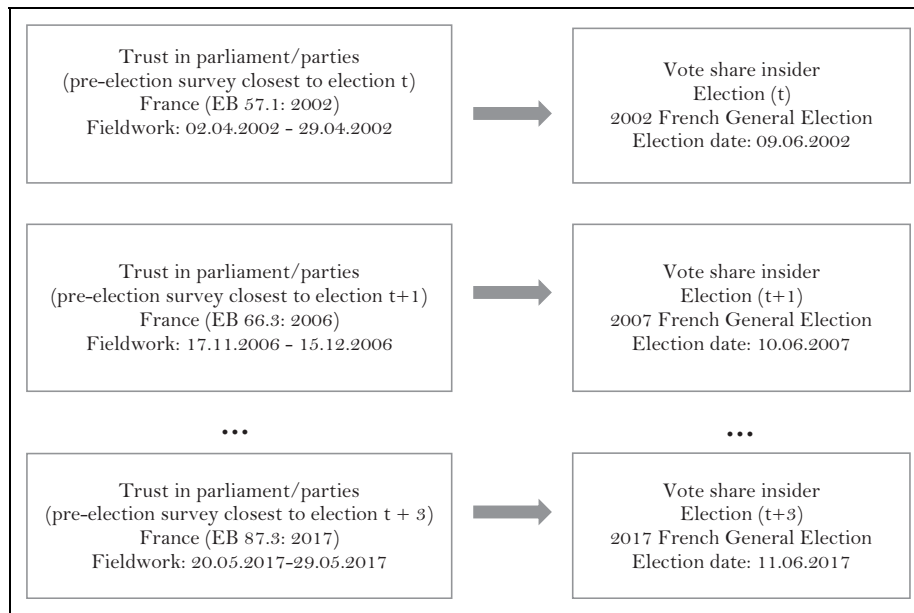 Trust in parliament/parties
(pre-election survey closest to election t)
France (EB 57.1: 2002)
Fieldwork: 02.04.2002 - 29.04.2002
Vote share insider
Election (t)
2002 French General Election
Election date: 09.06.2002
Trust in parliament/parties
(pre-election survey closest to election t+1)
France (EB 66.3: 2006)
Fieldwork: 17.11.2006 - 15.12.2006
Vote share insider
Election (t+1)
2007 French General Election
Election date: 10.06.2007
...
...
Trust in parliament/parties
(pre-election survey closest to election t + 3)
France (EB 87.3: 2017)
Fieldwork: 20.05.2017-29.05.2017
Vote share insider
Election (t+3)
2017 French General Election
Election date: 11.06.2017